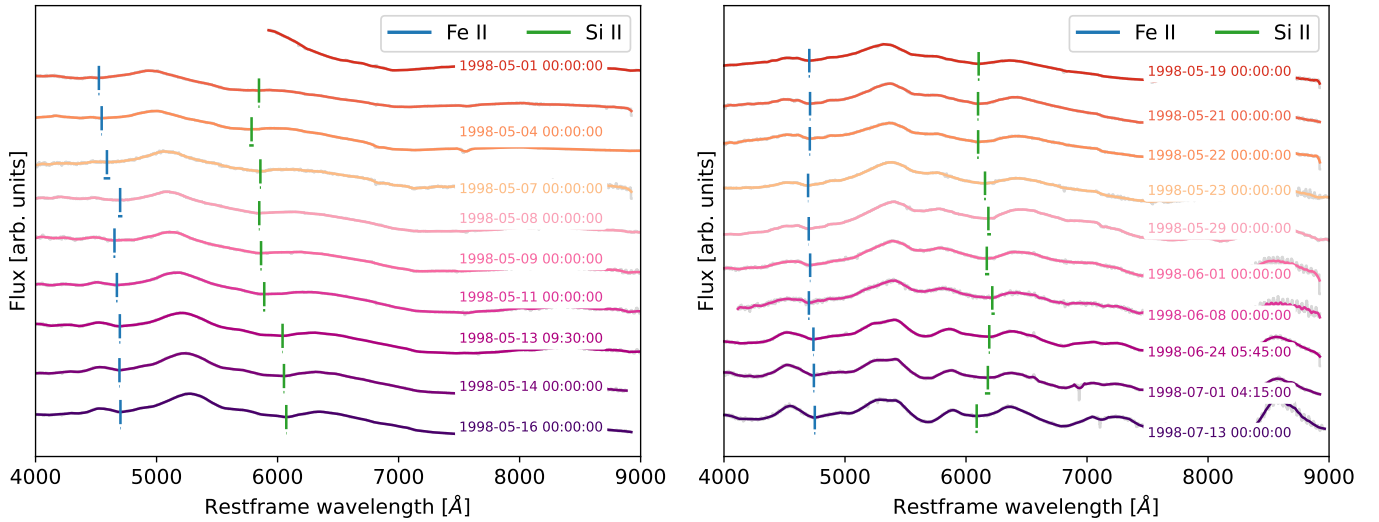 Fe II
Si II
1998-05-01 00:00:00
1998-05-04 00:00:00
1998-05-07 00:00:00
1998-05-08 00:00:00
1998-05-09 00:00:00
1998-05-11 00:00:00
1998-05-13 09:30:00
1998-05-14 00:00:00
1998-05-16 00:00:00
4000 5000 6000 7000 8000 9000
Restframe wavelength [Å]
Flux [arb. units]
Fe II
Si II
1998-05-19 00:00:00
1998-05-21 00:00:00
1998-05-22 00:00:00
1998-05-23 00:00:00
1998-05-29 00:00:00
1998-06-01 00:00:00
1998-06-08 00:00:00
1998-06-24 05:45:00
1998-07-01 04:15:00
1998-07-13 00:00:00
4000 5000 6000 7000 8000 9000
Restframe wavelength [Å]
Flux [arb. units]